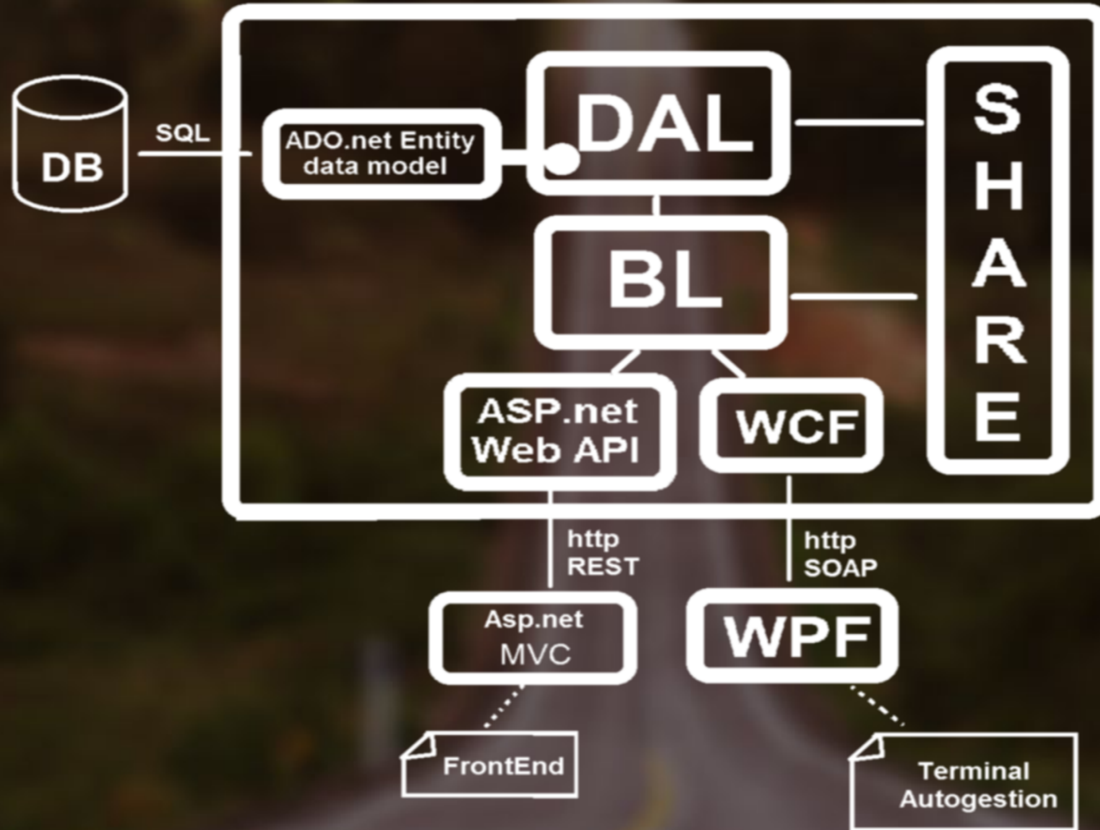 DB
SQL
ADO.net Entity
data model
DAL
SHARE
BL
ASP.net
Web API
WCF
http
REST
http
SOAP
Asp.net
MVC
WPF
FrontEnd
Terminal
Autogestion